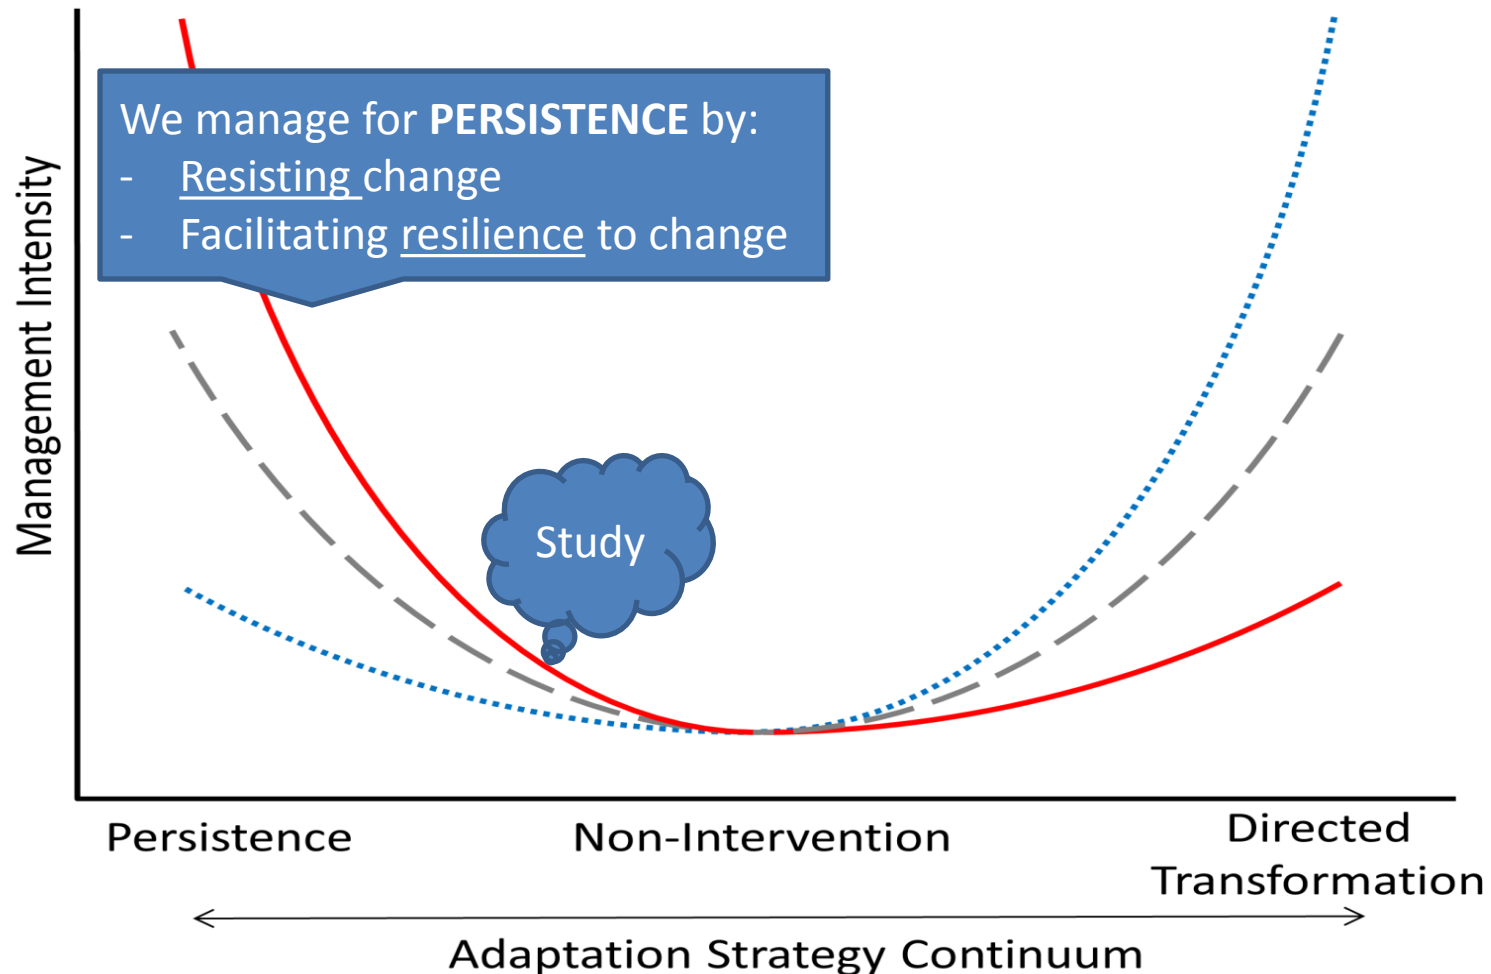 We manage for PERSISTENCE by:
- Resisting change
- Facilitating resilience to change
Management Intensity
Study
Persistence
Non-Intervention
Directed
Transformation
Adaptation Strategy Continuum